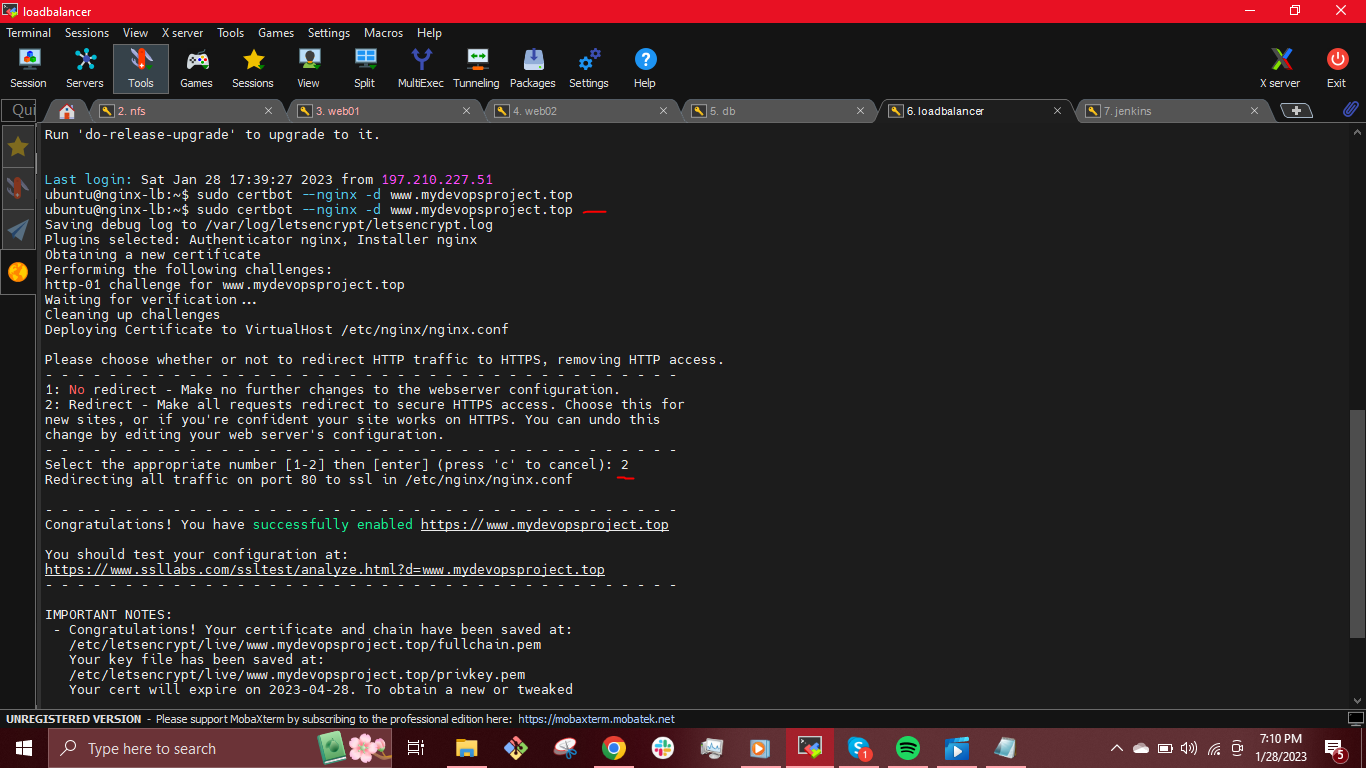 loadbalancer
Terminal Sessions View X server Tools Games Settings Macros Help
Session Servers Tools Games Sessions View Split MultiExec Tunneling Packages Settings Help X server Exit
Qui 2. nfs 3. web01 4. web02 5. db 6. loadbalancer 7. jenkins
Run 'do-release-upgrade' to upgrade to it.
Last login: Sat Jan 28 17:39:27 2023 from 197.210.227.51
ubuntu@nginx-lb:~$ sudo certbot --nginx -d www.mydevopsproject.top
ubuntu@nginx-lb:~$ sudo certbot --nginx -d www.mydevopsproject.top
Saving debug log to /var/log/letsencrypt/letsencrypt.log
Plugins selected: Authenticator nginx, Installer nginx
Obtaining a new certificate
Performing the following challenges:
http-01 challenge for www.mydevopsproject.top
Waiting for verification...
Cleaning up challenges
Deploying Certificate to VirtualHost /etc/nginx/nginx.conf
Please choose whether or not to redirect HTTP traffic to HTTPS, removing HTTP access.
- - - - - - - - - - - - - - - - - - - - - - - - - - - - - - - - - - - - - - - -
1: No redirect - Make no further changes to the webserver configuration.
2: Redirect - Make all requests redirect to secure HTTPS access. Choose this for
new sites, or if you're confident your site works on HTTPS. You can undo this
change by editing your web server's configuration.
- - - - - - - - - - - - - - - - - - - - - - - - - - - - - - - - - - - - - - - -
Select the appropriate number [1-2] then [enter] (press 'c' to cancel): 2
Redirecting all traffic on port 80 to ssl in /etc/nginx/nginx.conf
- - - - - - - - - - - - - - - - - - - - - - - - - - - - - - - - - - - - - - - -
Congratulations! You have successfully enabled https://www.mydevopsproject.top
You should test your configuration at:
https://www.ssllabs.com/ssltest/analyze.html?d=www.mydevopsproject.top
- - - - - - - - - - - - - - - - - - - - - - - - - - - - - - - - - - - - - - - -
IMPORTANT NOTES:
- Congratulations! Your certificate and chain have been saved at:
/etc/letsencrypt/live/www.mydevopsproject.top/fullchain.pem
Your key file has been saved at:
/etc/letsencrypt/live/www.mydevopsproject.top/privkey.pem
Your cert will expire on 2023-04-28. To obtain a new or tweaked
UNREGISTERED VERSION - Please support MobaXterm by subscribing to the professional edition here: https://mobaxterm.mobatek.net
Type here to search
1
7:10 PM
1/28/2023
5